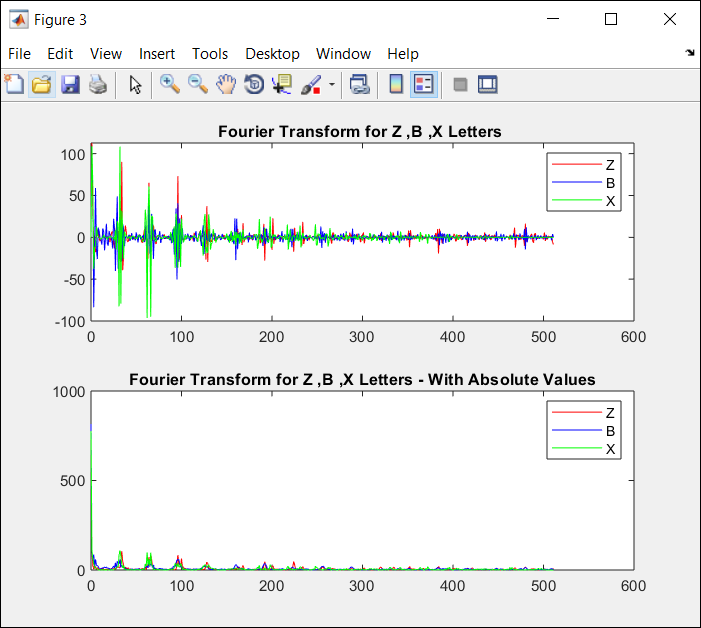 Figure 3
File Edit View Insert Tools Desktop Window Help
Fourier Transform for Z ,B ,X Letters
100
50
0
-50
-100
0 100 200 300 400 500 600
Z
B
X
Fourier Transform for Z ,B ,X Letters - With Absolute Values
1000
500
0
0 100 200 300 400 500 600
Z
B
X